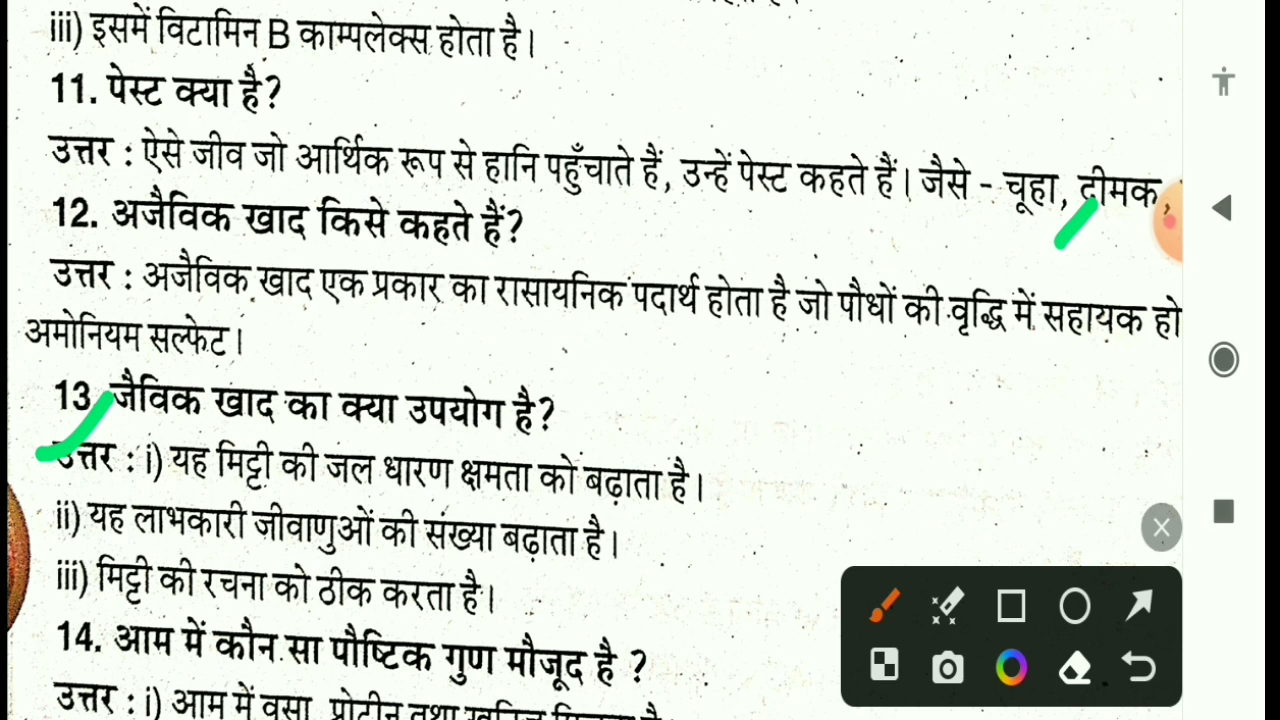 iii) इसमें विटामिन B काम्पलेक्स होता है।
11. पेस्ट क्या है?
उत्तर : ऐसे जीव जो आर्थिक रूप से हानि पहुँचाते हैं, उन्हें पेस्ट कहते हैं। जैसे - चूहा, दीमक,
12. अजैविक खाद किसे कहते हैं?
उत्तर : अजैविक खाद एक प्रकार का रासायनिक पदार्थ होता है जो पौधों की वृद्धि में सहायक हो
अमोनियम सल्फेट।
13. जैविक खाद का क्या उपयोग है?
उत्तर : i) यह मिट्टी की जल धारण क्षमता को बढ़ाता है।
ii) यह लाभकारी जीवाणुओं की संख्या बढ़ाता है।
iii) मिट्टी की रचना को ठीक करता है।
14. आम में कौन सा पौष्टिक गुण मौजूद है ?
उत्तर : i) आम में वसा, प्रोटीन तथा